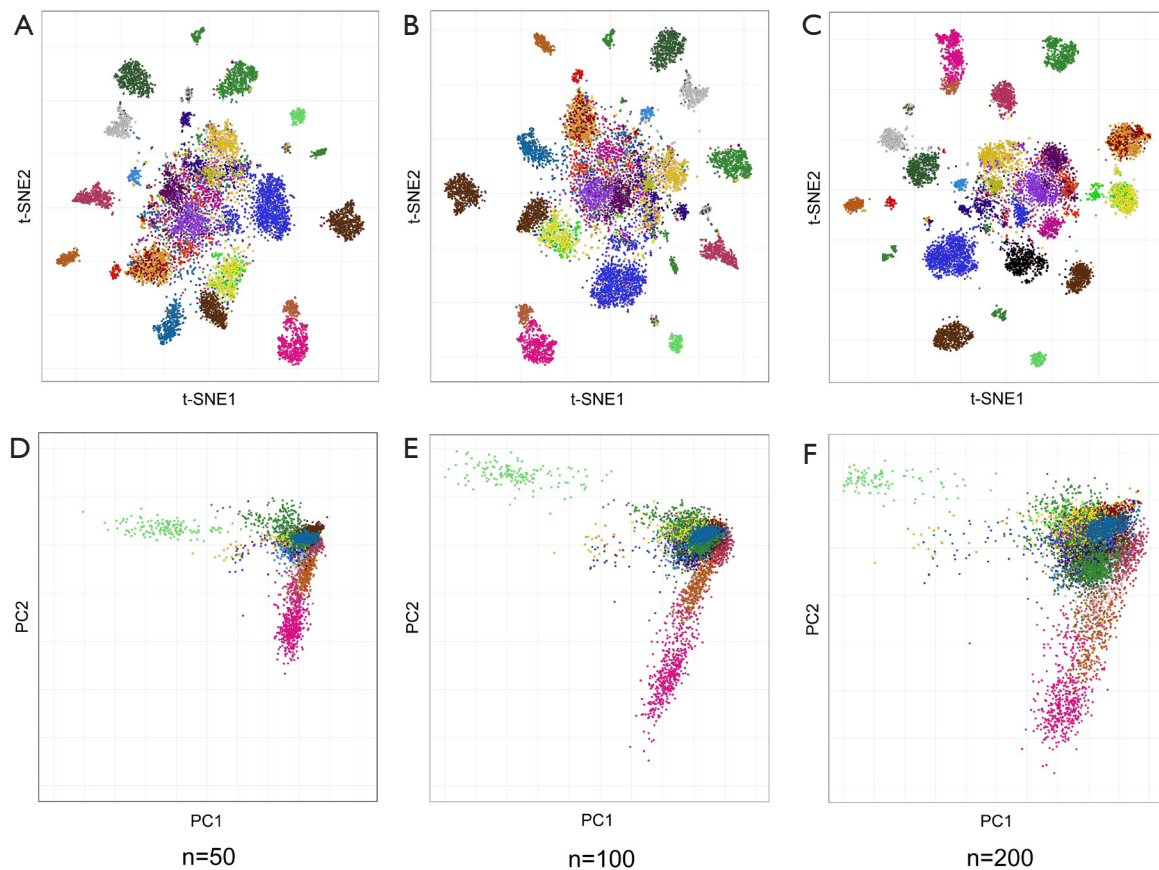 A
B
C
t-SNE2
t-SNE2
t-SNE2
t-SNE1
t-SNE1
t-SNE1
D
E
F
PC2
PC2
PC2
PC1
PC1
PC1
n=50
n=100
n=200